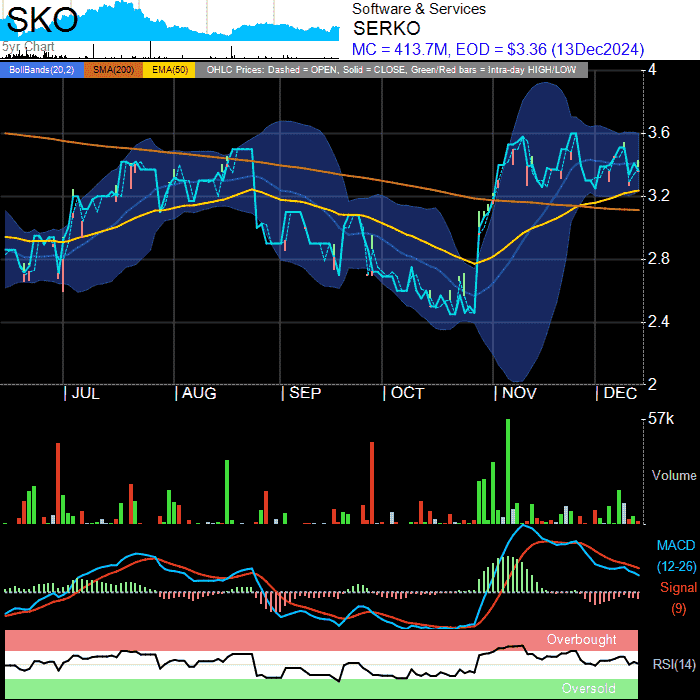 SKO
5yr Chart
Software & Services
SERKO
MC = 413.7M, EOD = $3.36 (13Dec2024)
BollBands(20,2) SMA(200) EMA(50) OHLC Prices: Dashed = OPEN, Solid = CLOSE, Green/Red bars = Intra-day HIGH/LOW
4
3.6
3.2
2.8
2.4
2
| JUL | AUG | SEP | OCT | NOV | DEC
57k
Volume
MACD
(12-26)
Signal
(9)
Overbought
RSI(14)
Oversold